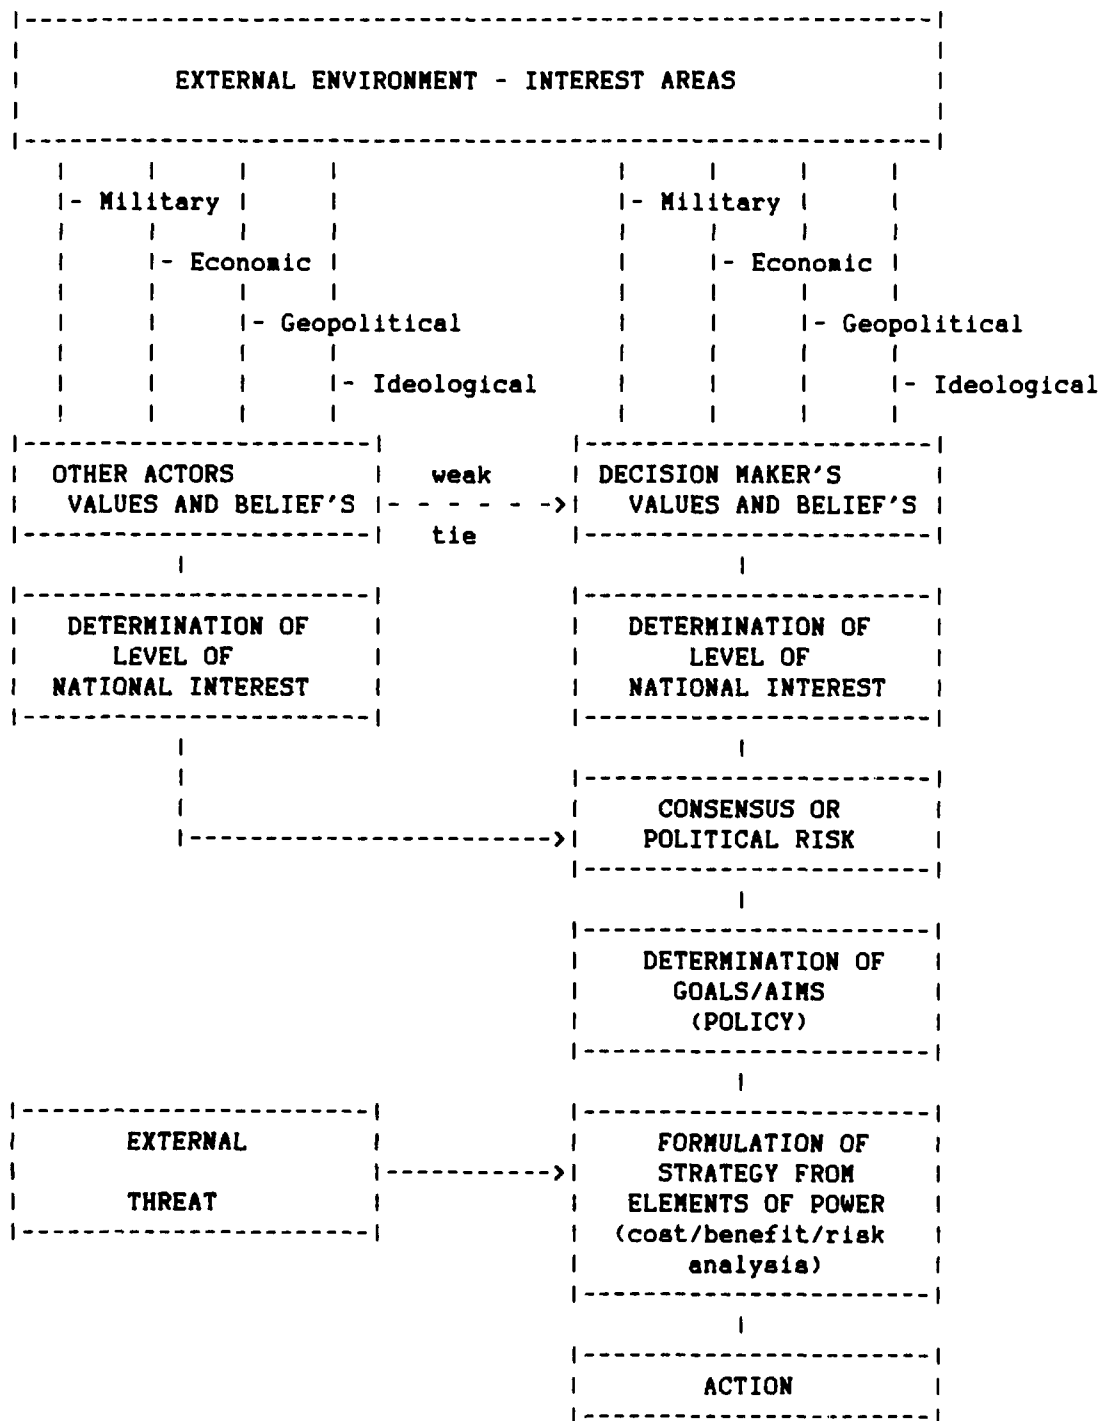 EXTERNAL ENVIRONMENT - INTEREST AREAS
- Military - Military
- Economic - Economic
- Geopolitical - Geopolitical
- Ideological - Ideological
OTHER ACTORS weak DECISION MAKER'S
VALUES AND BELIEF'S VALUES AND BELIEF'S
tie
DETERMINATION OF DETERMINATION OF
LEVEL OF LEVEL OF
NATIONAL INTEREST NATIONAL INTEREST
CONSENSUS OR
POLITICAL RISK
DETERMINATION OF
GOALS/AIMS
(POLICY)
EXTERNAL FORMULATION OF
STRATEGY FROM
THREAT ELEMENTS OF POWER
(cost/benefit/risk
analysis)
ACTION